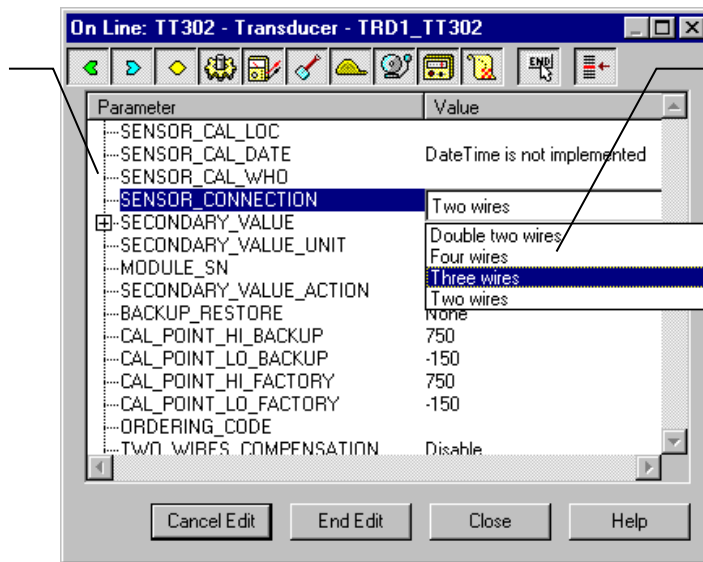 On Line: TT302 - Transducer - TRD1_TT302
END
Parameter Value
SENSOR_CAL_LOC
SENSOR_CAL_DATE DateTime is not implemented
SENSOR_CAL_WHO
SENSOR_CONNECTION Two wires
SECONDARY_VALUE Double two wires
SECONDARY_VALUE_UNIT Four wires
MODULE_SN Three wires
SECONDARY_VALUE_ACTION Two wires
BACKUP_RESTORE None
CAL_POINT_HI_BACKUP 750
CAL_POINT_LO_BACKUP -150
CAL_POINT_HI_FACTORY 750
CAL_POINT_LO_FACTORY -150
ORDERING_CODE
TWO_WIRES_COMPENSATION Disable
Cancel Edit End Edit Close Help